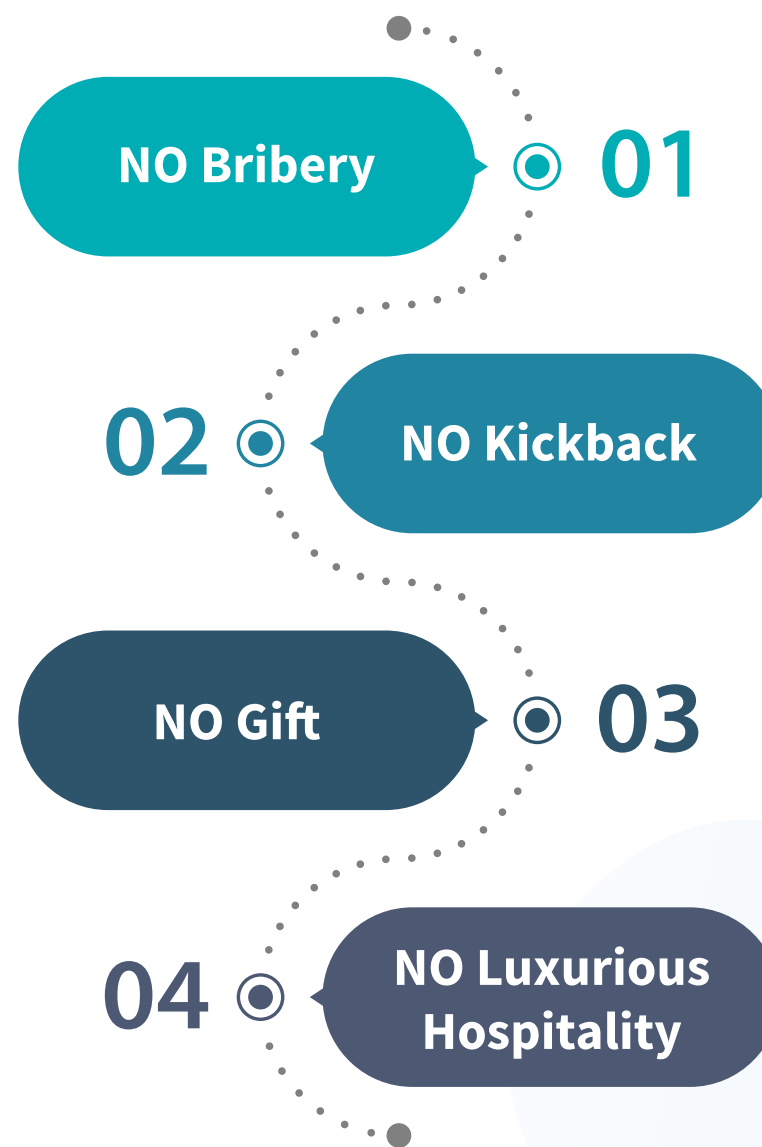 NO Bribery
01
02
NO Kickback
NO Gift
03
04
NO Luxurious
Hospitality